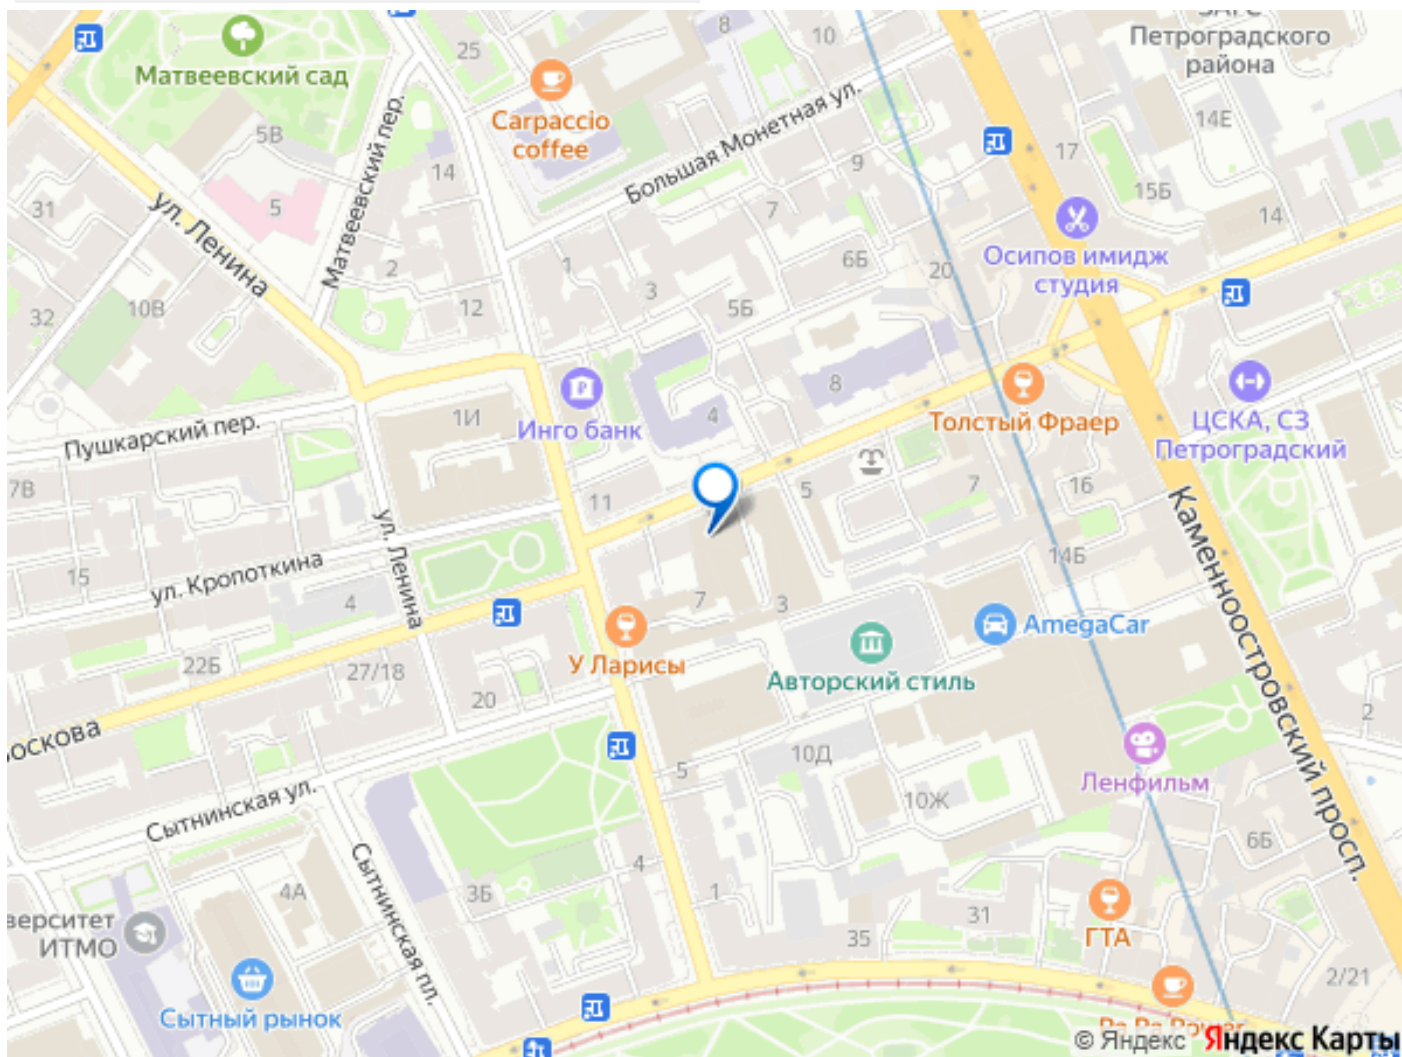 ЗАГС
Петроградского
района
Матвеевский сад
25
8
10
Carpaccio
coffee
Большая Монетная ул.
14Е
17
5В
Матвеевский пер.
14
9
15Б
31
5
7
14
ул. Ленина
Осипов имидж
студия
2
1
6Б
20
3
32
10В
12
5Б
8
1И
4
Инго банк
Толстый Фраер
ЦСКА, СЗ
Петроградский
Пушкарский пер.
7В
11
5
7
16
Каменноостровский просп.
ул. Ленина
ул. Кропоткина
15
4
14Б
7
3
AmegaCar
У Ларисы
22Б
27/18
Авторский стиль
20
2
оскова
5
10Д
Ленфильм
Сытнинская ул.
10Ж
6Б
Сытнинская пл.
4
4А
3Б
1
31
верситет
ИТМО
35
ГТА
2/21
Сытный рынок
© Яндекс
Яндекс Карты